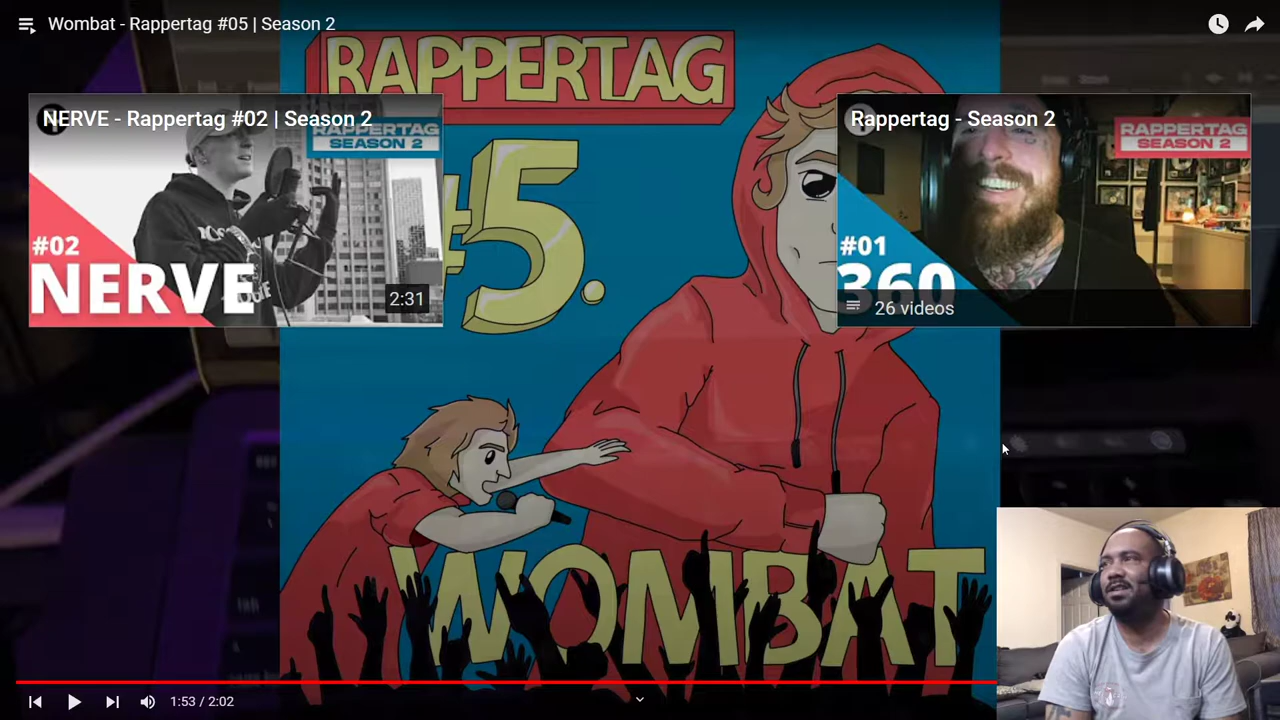 Wombat - Rappertag #05 | Season 2
RAPPERTAG
#5.
NERVE - Rappertag #02 | Season 2
RAPPERTAG
SEASON 2
#02
NERVE
2:31
Rappertag - Season 2
RAPPERTAG
SEASON 2
#01
360
26 videos
WOMBAT
1:53 / 2:02